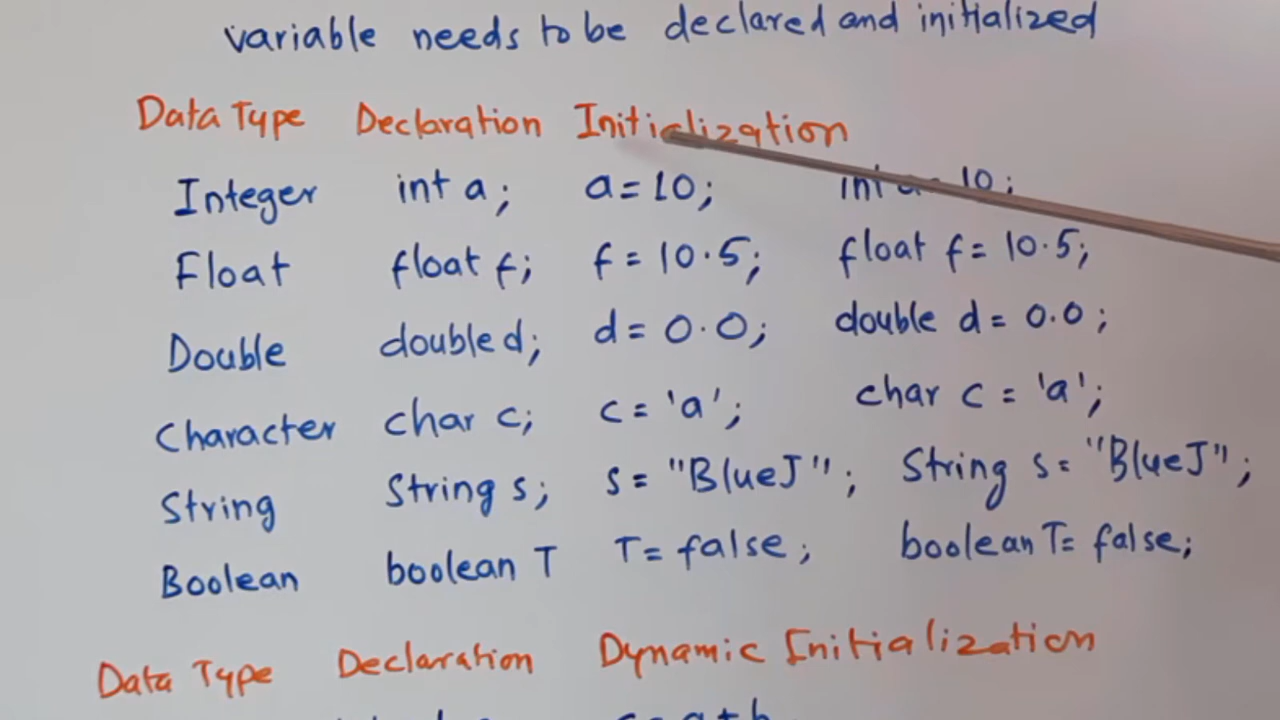 variable needs to be declared and initialized
Data Type Declaration Initialization
Integer int a; a = 10; int a = 10;
Float float f; f = 10.5; float f = 10.5;
Double double d; d = 0.0; double d = 0.0;
Character char c; c = 'a'; char c = 'a';
String String s; s = "BlueJ"; String s = "BlueJ";
Boolean boolean T T = false; boolean T = false;
Data Type Declaration Dynamic Initialization